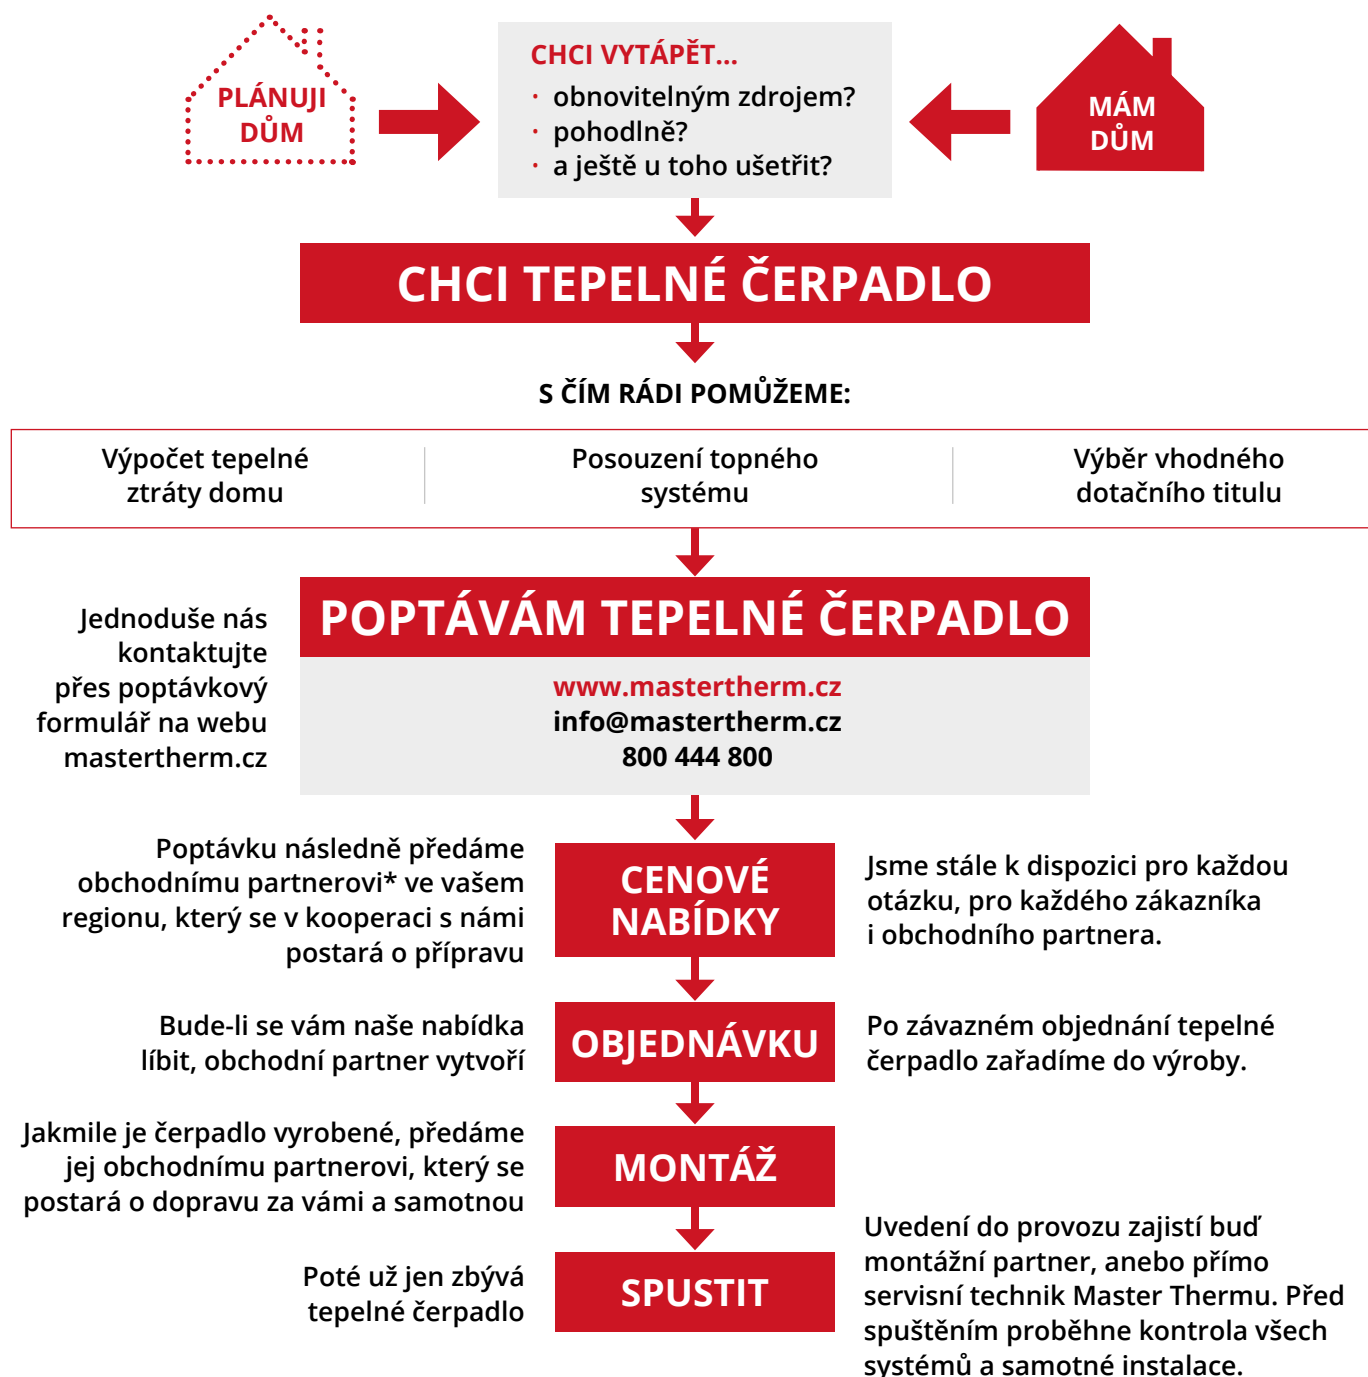 PLÁNUJI
DŮM
CHCI VYTÁPĚT...
· obnovitelným zdrojem?
· pohodlně?
· a ještě u toho ušetřit?
MÁM
DŮM
CHCI TEPELNÉ ČERPADLO
S ČÍM RÁDI POMŮŽEME:
Výpočet tepelné
ztráty domu
Posouzení topného
systému
Výběr vhodného
dotačního titulu
Jednoduše nás
kontaktujte
přes poptávkový
formulář na webu
mastertherm.cz
POPTÁVÁM TEPELNÉ ČERPADLO
www.mastertherm.cz
info@mastertherm.cz
800 444 800
Poptávku následně předáme
obchodnímu partnerovi* ve vašem
regionu, který se v kooperaci s námi
postará o přípravu
CENOVÉ
NABÍDKY
Jsme stále k dispozici pro každou
otázku, pro každého zákazníka
i obchodního partnera.
Bude-li se vám naše nabídka
líbit, obchodní partner vytvoří
OBJEDNÁVKU
Po závazném objednání tepelné
čerpadlo zařadíme do výroby.
Jakmile je čerpadlo vyrobené, předáme
jej obchodnímu partnerovi, který se
postará o dopravu za vámi a samotnou
MONTÁŽ
Poté už jen zbývá
tepelné čerpadlo
SPUSTIT
Uvedení do provozu zajistí buď
montážní partner, anebo přímo
servisní technik Master Thermu. Před
spuštěním proběhne kontrola všech
systémů a samotné instalace.